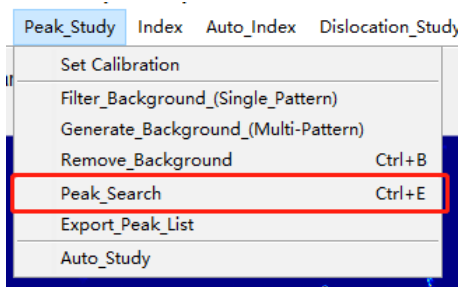 Peak_Study Index Auto_Index Dislocation_Study
Set Calibration
Filter_Background_(Single_Pattern)
Generate_Background_(Multi-Pattern)
Remove_Background Ctrl+B
Peak_Search Ctrl+E
Export_Peak_List
Auto_Study